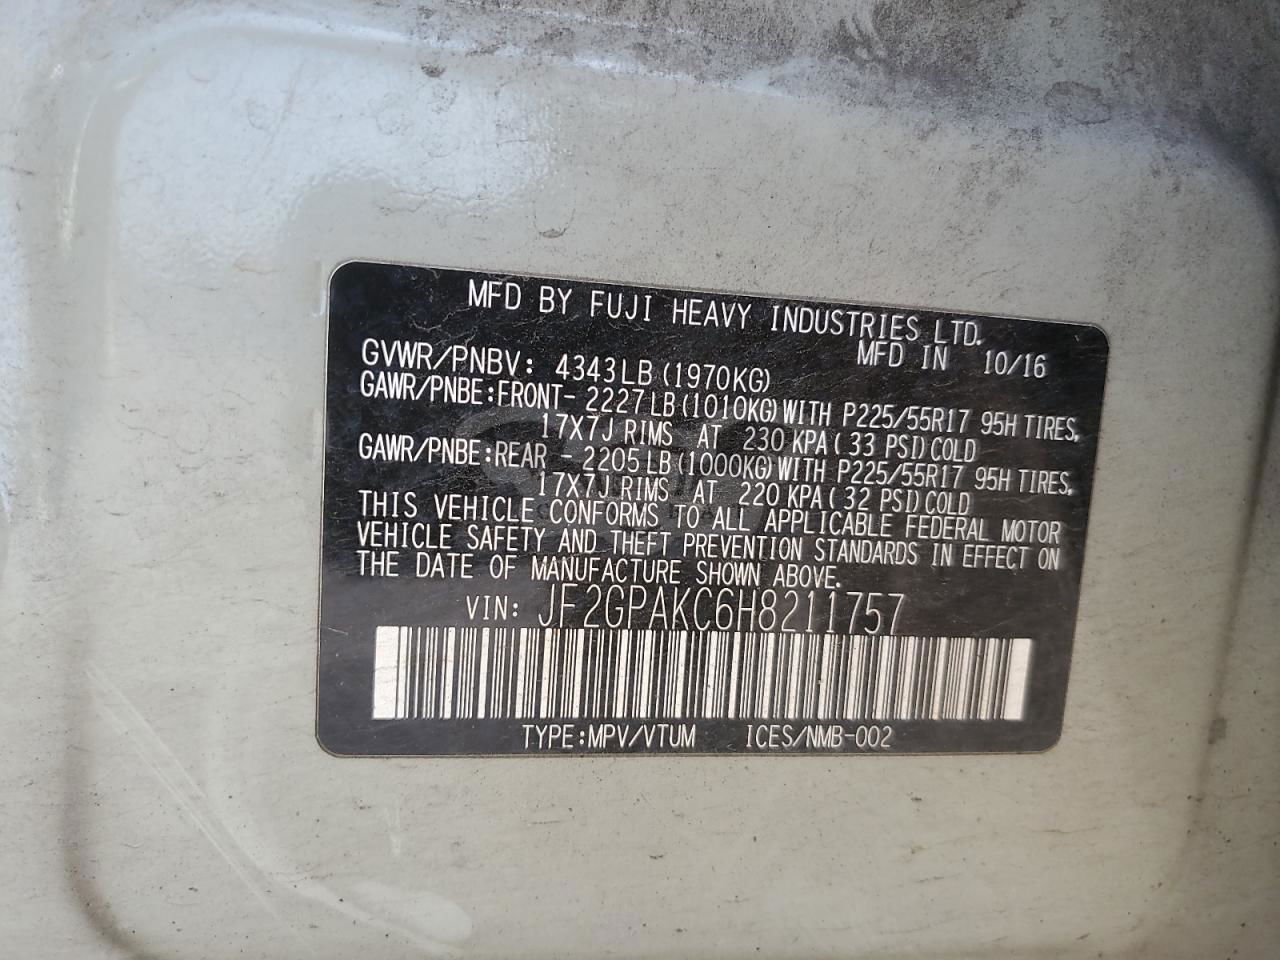 MFD BY FUJI HEAVY INDUSTRIES LTD.
MFD IN 10/16
GVWR/PNBV: 4343LB (1970KG)
GAWR/PNBE:FRONT- 2227LB (1010KG) WITH P225/55R17 95H TIRES,
17X7J RIMS AT 230 KPA ( 33 PSI) COLD
GAWR/PNBE:REAR - 2205LB (1000KG) WITH P225/55R17 95H TIRES,
17X7J RIMS AT 220 KPA ( 32 PSI) COLD
THIS VEHICLE CONFORMS TO ALL APPLICABLE FEDERAL MOTOR
VEHICLE SAFETY AND THEFT PREVENTION STANDARDS IN EFFECT ON
THE DATE OF MANUFACTURE SHOWN ABOVE.
VIN: JF2GPAKC6H8211757
TYPE:MPV/VTUM ICES/NMB-002